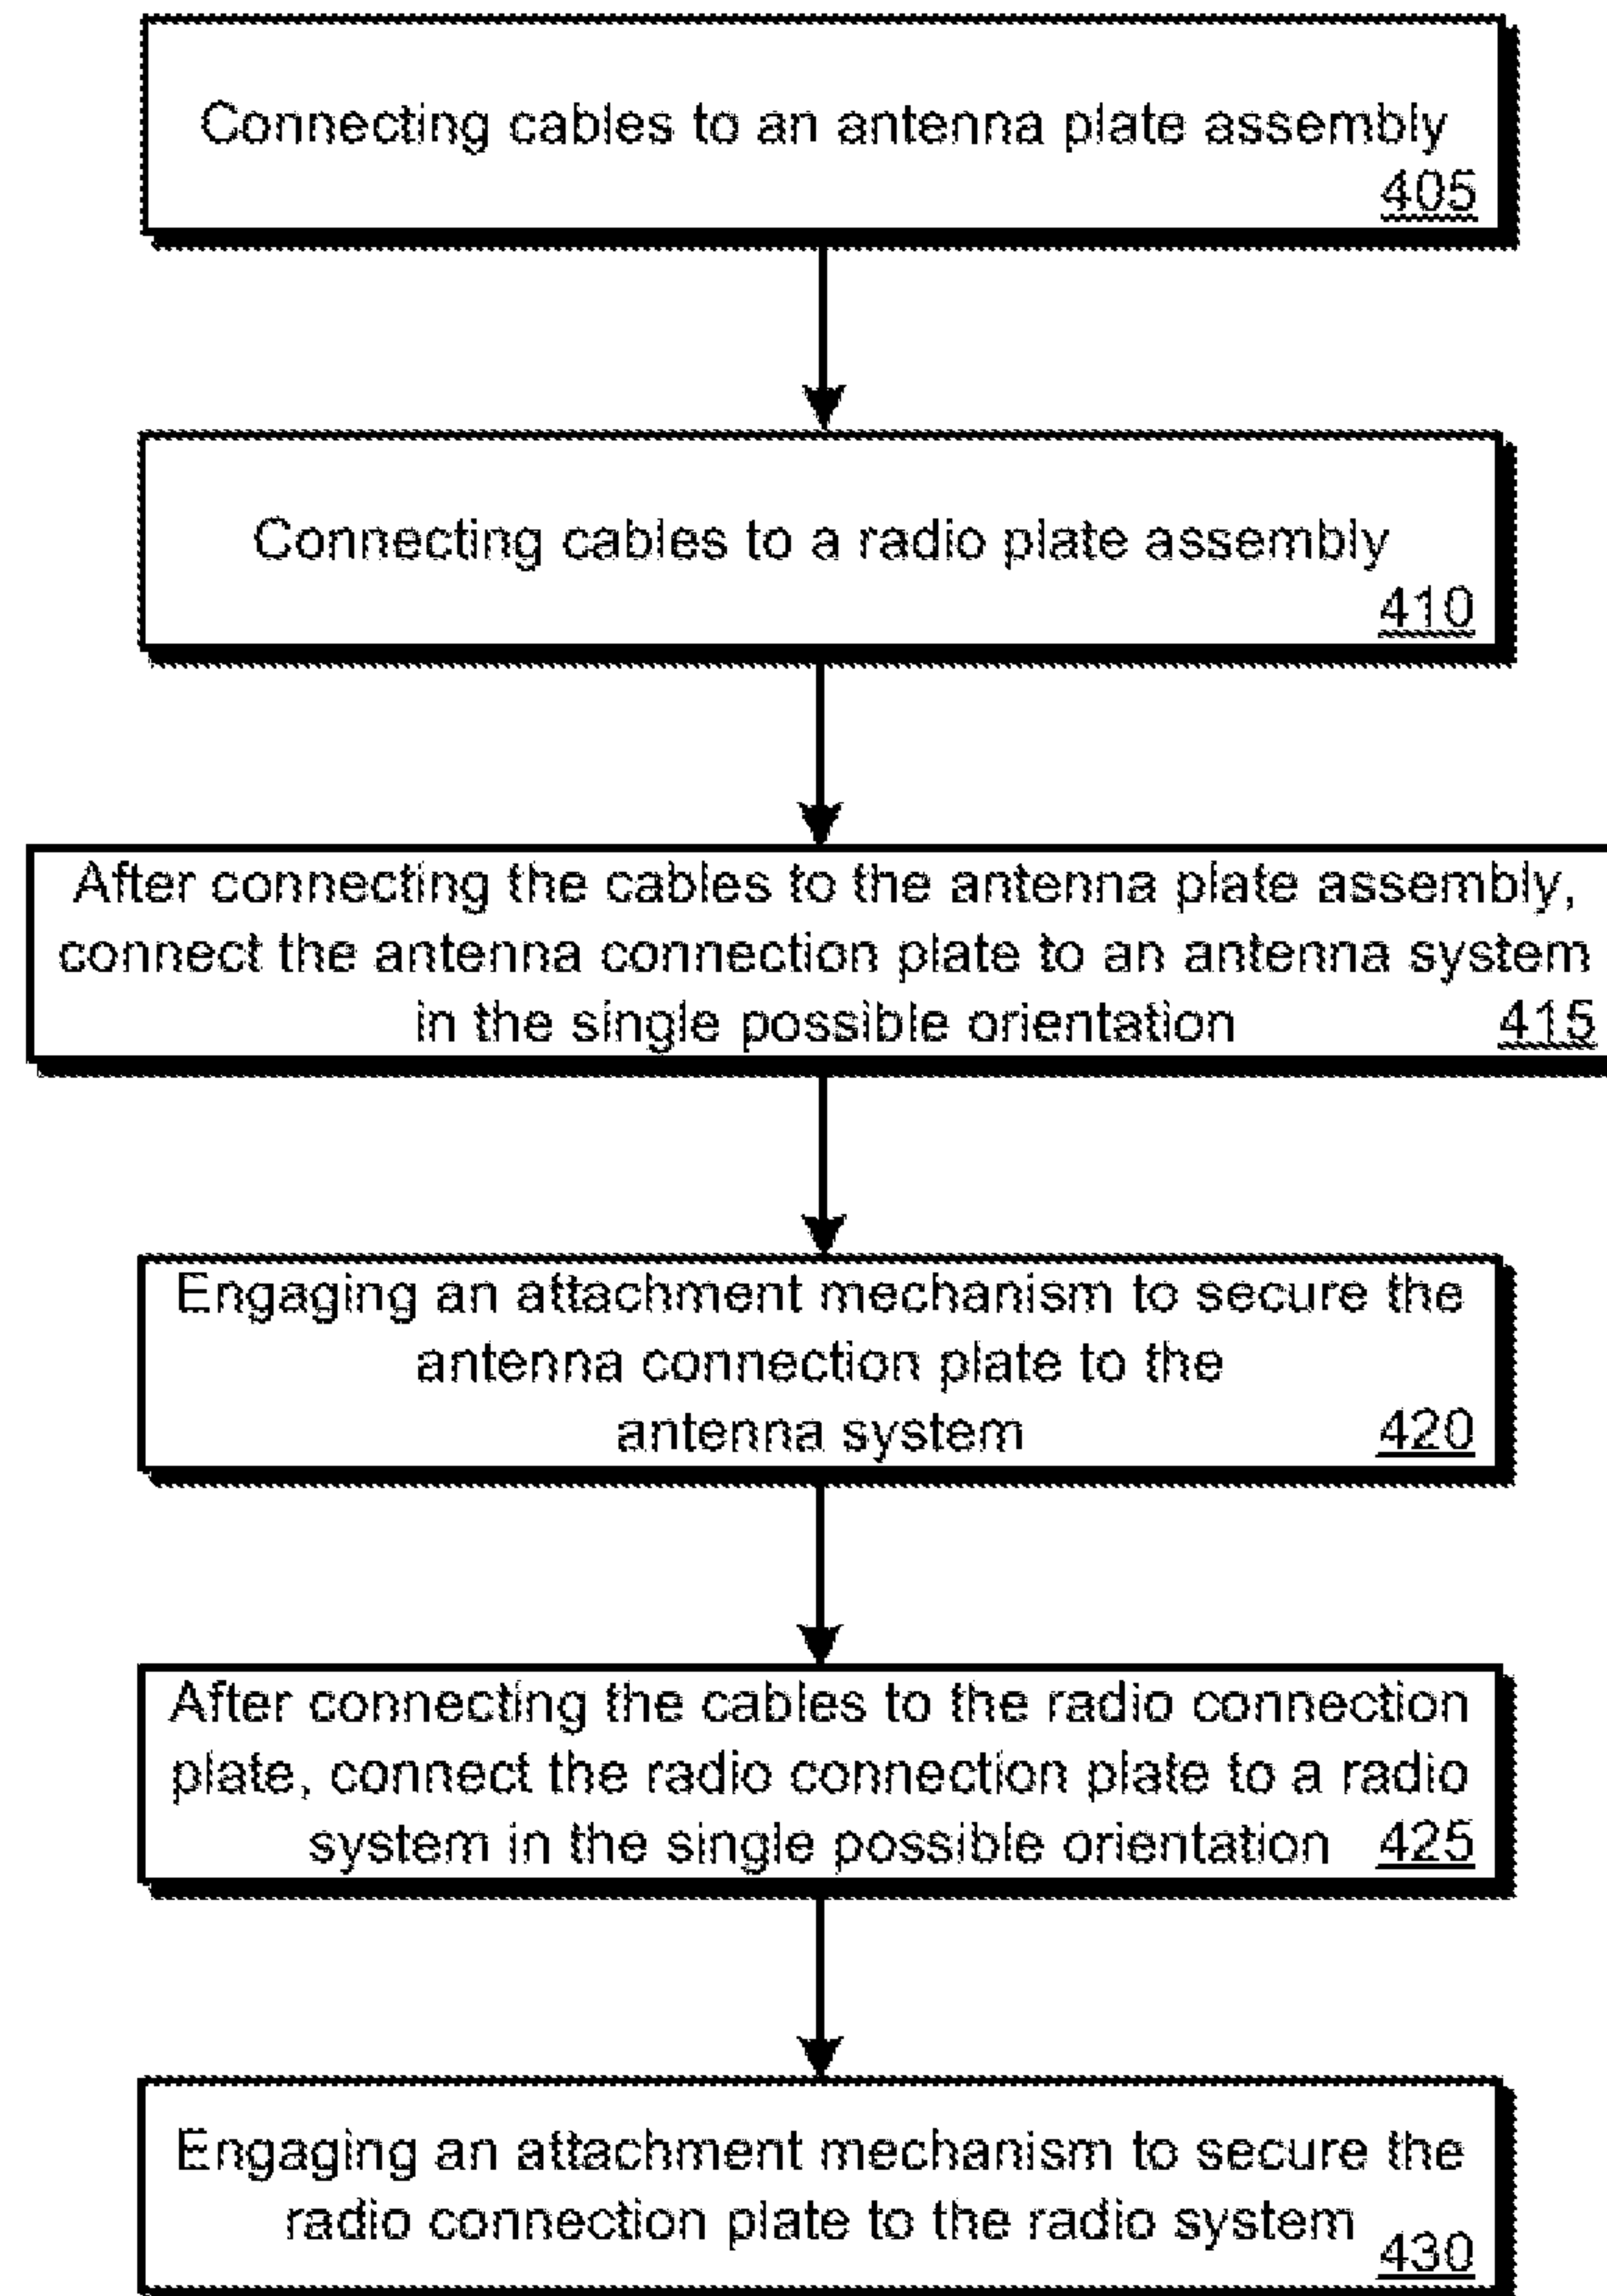 Connecting cables to an antenna plate assembly
405
Connecting cables to a radio plate assembly
410
After connecting the cables to the antenna plate assembly,
connect the antenna connection plate to an antenna system
in the single possible orientation 415
Engaging an attachment mechanism to secure the
antenna connection plate to the
antenna system 420
After connecting the cables to the radio connection
plate, connect the radio connection plate to a radio
system in the single possible orientation 425
Engaging an attachment mechanism to secure the
radio connection plate to the radio system
430